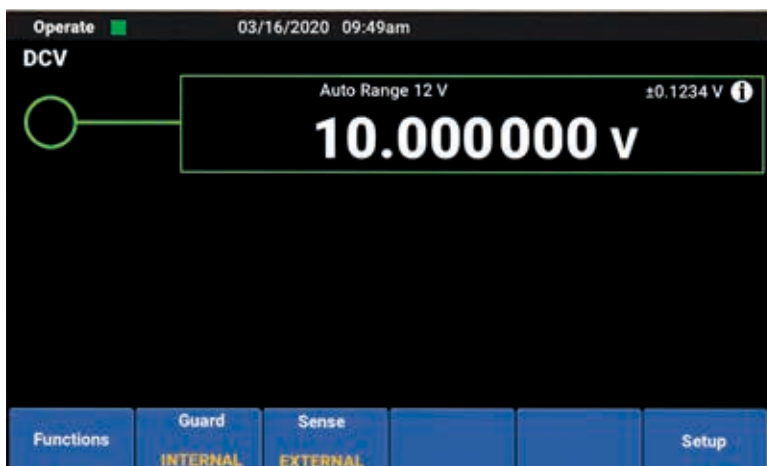 Operate 03/16/2020 09:49am
DCV
Auto Range 12 V ±0.1234 V i
10.000000 V
Functions Guard Sense Setup
INTERNAL EXTERNAL